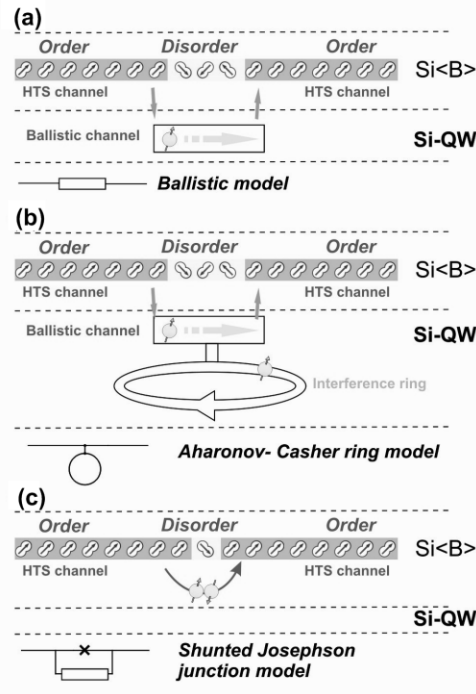 (a)
Order Disorder Order
Si<B>
HTS channel HTS channel
Ballistic channel
Si-QW
Ballistic model
(b)
Order Disorder Order
Si<B>
HTS channel HTS channel
Ballistic channel
Si-QW
Interference ring
Aharonov- Casher ring model
(c)
Order Disorder Order
Si<B>
HTS channel HTS channel
Si-QW
Shunted Josephson
junction model